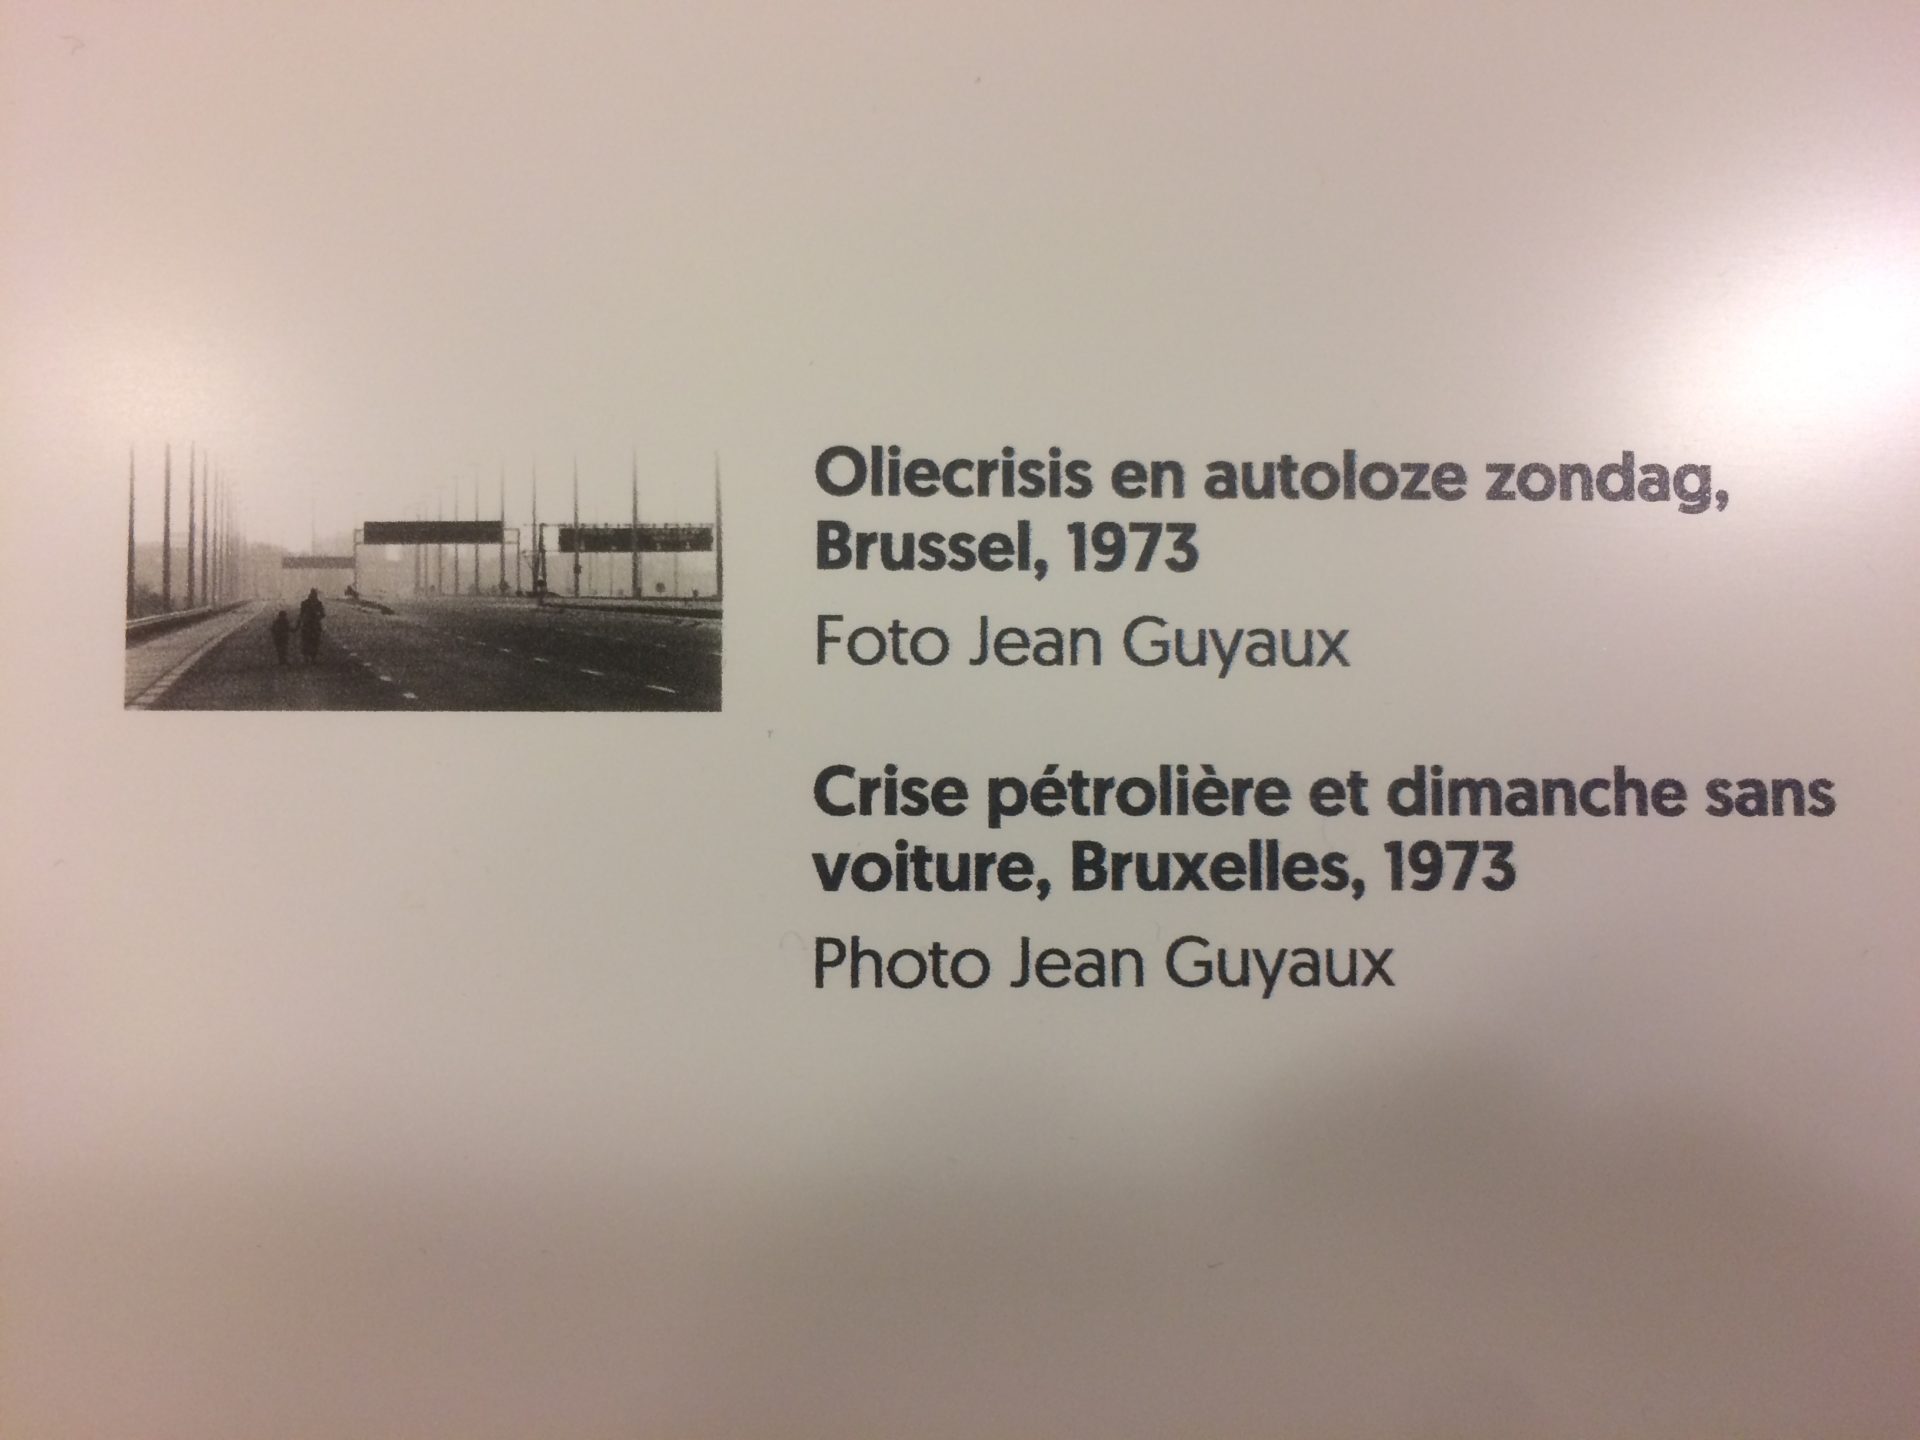 Oliecrisis en autoloze zondag,
Brussel, 1973
Foto Jean Guyaux
Crise pétrolière et dimanche sans
voiture, Bruxelles, 1973
Photo Jean Guyaux